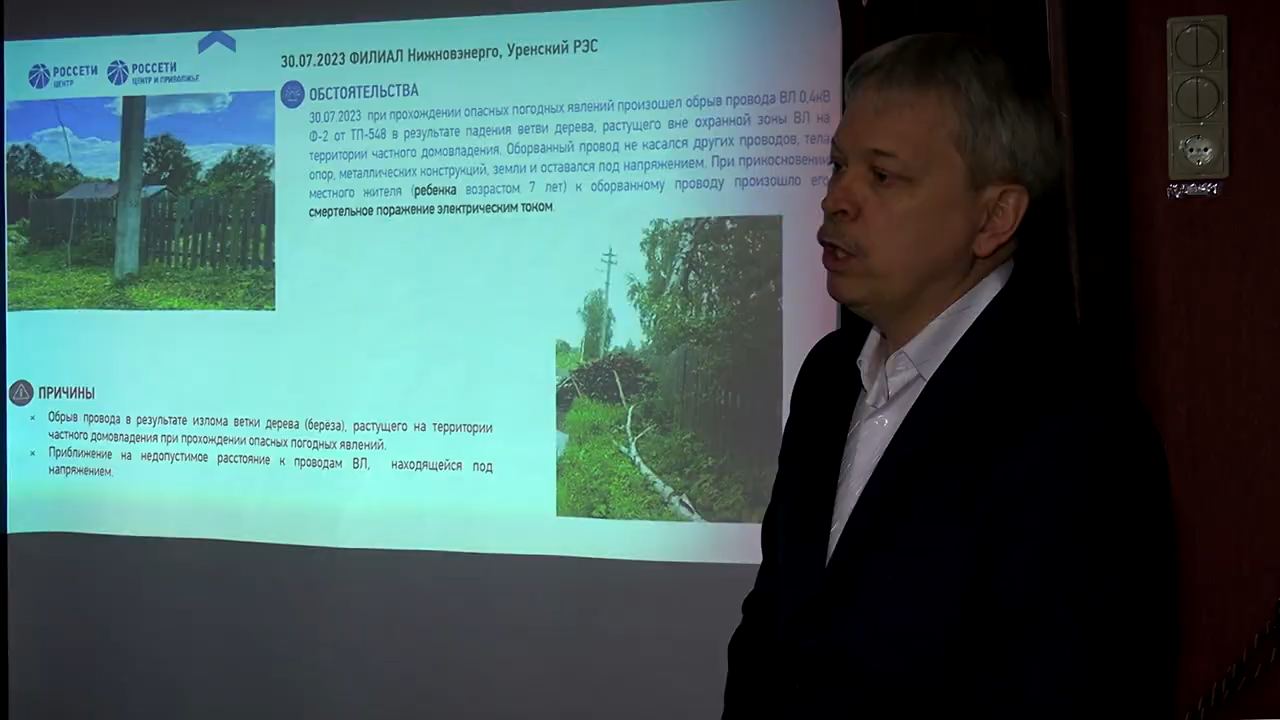 РОССЕТИ
ЦЕНТР
РОССЕТИ
ЦЕНТР И ПРИВОЛЖЬЕ
30.07.2023 ФИЛИАЛ Нижновэнерго, Уренский РЭС
ОБСТОЯТЕЛЬСТВА
30.07.2023 при прохождении опасных погодных явлений произошел обрыв провода ВЛ 0,4кВ
Ф-2 от ТП-548 в результате падения ветви дерева, растущего вне охранной зоны ВЛ на
территории частного домовладения. Оборванный провод не касался других проводов, тела
опор, металлических конструкций, земли и оставался под напряжением. При прикосновении
местного жителя (ребенка возрастом 7 лет) к оборванному проводу произошло его
смертельное поражение электрическим током.
ПРИЧИНЫ
× Обрыв провода в результате излома ветки дерева (береза), растущего на территории
частного домовладения при прохождении опасных погодных явлений.
× Приближение на недопустимое расстояние к проводам ВЛ, находящейся под
напряжением.